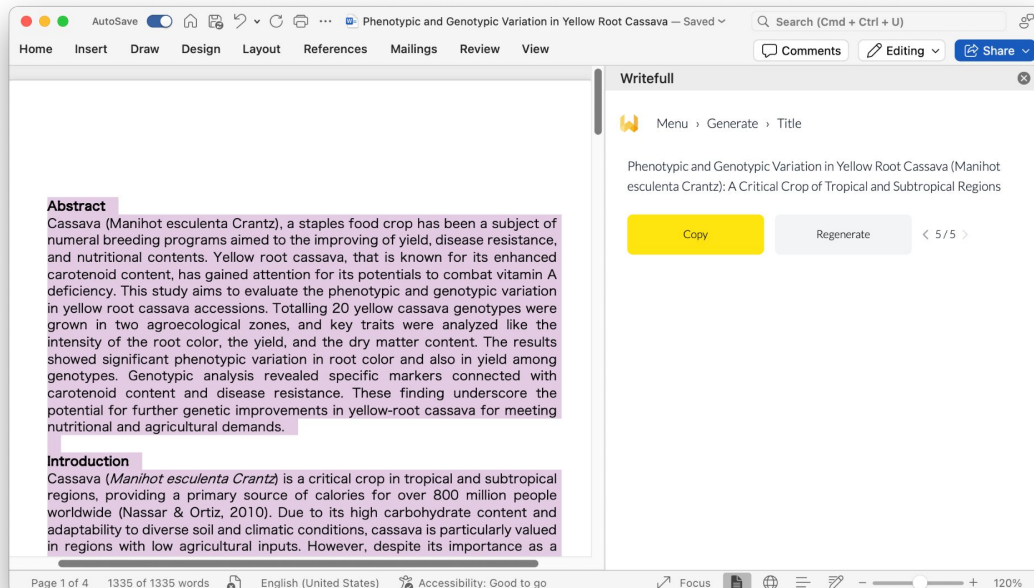 AutoSave Phenotypic and Genotypic Variation in Yellow Root Cassava — Saved Search (Cmd + Ctrl + U)
Home Insert Draw Design Layout References Mailings Review View Comments Editing Share
Writefull
Menu › Generate › Title
Phenotypic and Genotypic Variation in Yellow Root Cassava (Manihot
esculenta Crantz): A Critical Crop of Tropical and Subtropical Regions
Copy Regenerate < 5/5 >
Abstract
Cassava (Manihot esculenta Crantz), a staples food crop has been a subject of
numeral breeding programs aimed to the improving of yield, disease resistance,
and nutritional contents. Yellow root cassava, that is known for its enhanced
carotenoid content, has gained attention for its potentials to combat vitamin A
deficiency. This study aims to evaluate the phenotypic and genotypic variation
in yellow root cassava accessions. Totalling 20 yellow cassava genotypes were
grown in two agroecological zones, and key traits were analyzed like the
intensity of the root color, the yield, and the dry matter content. The results
showed significant phenotypic variation in root color and also in yield among
genotypes. Genotypic analysis revealed specific markers connected with
carotenoid content and disease resistance. These finding underscore the
potential for further genetic improvements in yellow-root cassava for meeting
nutritional and agricultural demands.
Introduction
Cassava (Manihot esculenta Crantz) is a critical crop in tropical and subtropical
regions, providing a primary source of calories for over 800 million people
worldwide (Nassar & Ortiz, 2010). Due to its high carbohydrate content and
adaptability to diverse soil and climatic conditions, cassava is particularly valued
in regions with low agricultural inputs. However, despite its importance as a
Page 1 of 4 1335 of 1335 words English (United States) Accessibility: Good to go Focus 120%